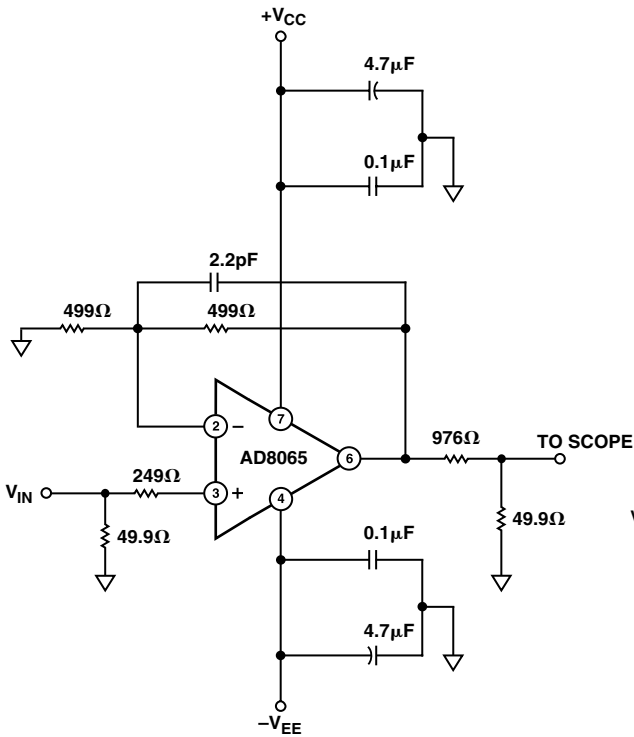 +VCC
4.7µF
0.1µF
2.2pF
499Ω
499Ω
2
–
7
AD8065
6
976Ω
TO SCOPE
VIN
249Ω
3
+
4
49.9Ω
49.9Ω
V
0.1µF
4.7µF
–VEE